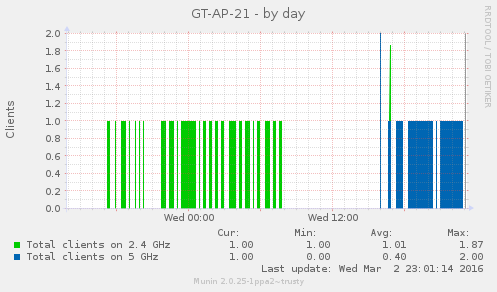 GT-AP-21 - by day
RRDTOOL / TOBI OETIKER
Clients
2.0
1.8
1.6
1.4
1.2
1.0
0.8
0.6
0.4
0.2
0.0
Wed 00:00 Wed 12:00
Cur: Min: Avg: Max:
Total clients on 2.4 GHz 1.00 1.00 1.01 1.87
Total clients on 5 GHz 1.00 0.00 0.40 2.00
Last update: Wed Mar 2 23:01:14 2016
Munin 2.0.25-1ppa2~trusty